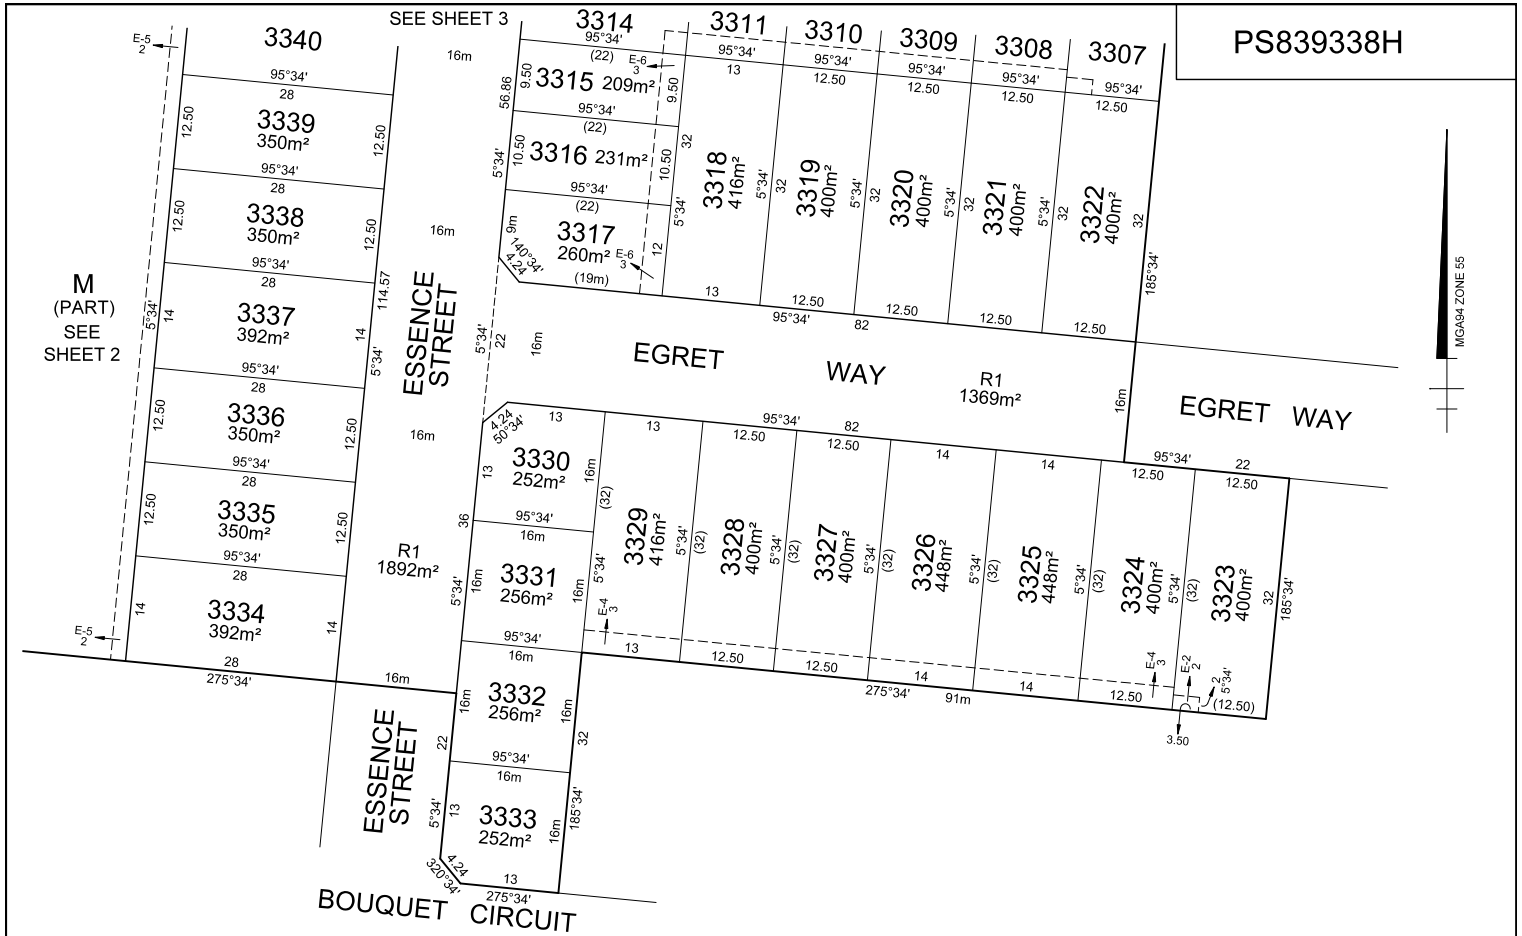 SEE SHEET 3
PS839338H
E-5
2
3340
16m
95°34'
28
12.50
3339
350m²
12.50
95°34'
28
12.50
3338
350m²
12.50
16m
95°34'
28
14
3337
392m²
14
114.57
5°34'
5°34'
M
(PART)
SEE
SHEET 2
95°34'
28
12.50
3336
350m²
12.50
16m
95°34'
28
12.50
3335
350m²
12.50
95°34'
28
14
3334
392m²
14
E-5
2
28
275°34'
ESSENCE
STREET
R1
1892m²
16m
3314
95°34'
(22)
E-6
3
56.86
9.50
3315 209m²
9.50
95°34'
(22)
5°34'
10.50
3316 231m²
10.50
95°34'
(22)
9m
3317
260m²
E-6
3
12
140°34'
4.24
(19m)
3311
95°34'
13
32
3318
416m²
5°34'
5°34'
13
3310
95°34'
12.50
32
3319
400m²
5°34'
12.50
3309
95°34'
12.50
32
3320
400m²
5°34'
12.50
3308
95°34'
12.50
32
3321
400m²
5°34'
12.50
3307
95°34'
12.50
32
3322
400m²
32
185°34'
12.50
95°34'
82
5°34'
22
16m
EGRET WAY
R1
1369m²
16m
EGRET WAY
MGA94 ZONE 55
4.24
50°34'
13
13
3330
252m²
16m
36
5°34'
95°34'
16m
16m
3331
256m²
16m
95°34'
16m
16m
3332
256m²
16m
95°34'
16m
22
5°34'
13
3333
252m²
16m
32
185°34'
4.24
320°34'
13
275°34'
ESSENCE
STREET
BOUQUET CIRCUIT
95°34'
82
13
(32)
5°34'
3329
416m²
5°34'
E-4
3
13
12.50
(32)
3328
400m²
5°34'
12.50
12.50
(32)
3327
400m²
5°34'
12.50
14
(32)
3326
448m²
5°34'
14
14
(32)
3325
448m²
5°34'
14
95°34'
22
12.50
(32)
3324
400m²
5°34'
E-4
3
12.50
12.50
(32)
3323
400m²
32
185°34'
E-2
2
2
5°34'
(12.50)
3.50
275°34'
91m